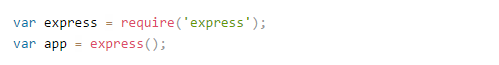 var express = require('express');
var app = express();